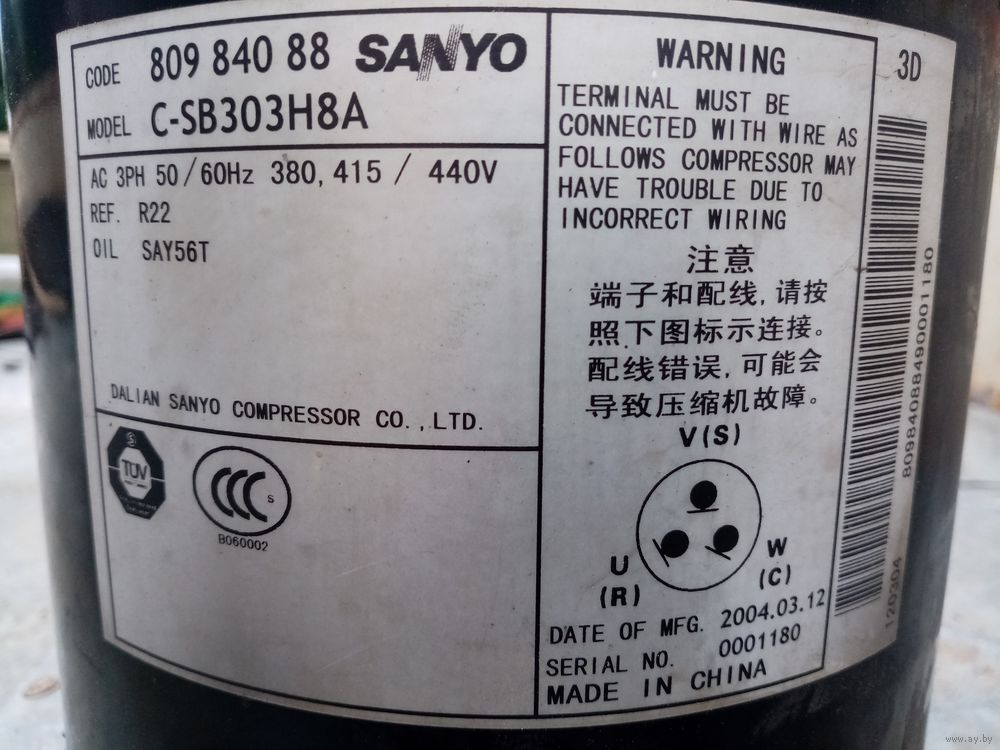 CODE 809 840 88 SANYO
MODEL C-SB303H8A
AC 3PH 50/60Hz 380, 415 / 440V
REF. R22
OIL SAY56T
DALIAN SANYO COMPRESSOR CO.,LTD.
TÜV
CCC S
B060002
WARNING
TERMINAL MUST BE
CONNECTED WITH WIRE AS
FOLLOWS COMPRESSOR MAY
HAVE TROUBLE DUE TO
INCORRECT WIRING
注意
端子和配线,请按
照下图标示连接。
配线错误,可能会
导致压缩机故障。
V(S)
U
(R)
W
(C)
DATE OF MFG. 2004.03.12
SERIAL NO. 0001180
MADE IN CHINA
3D
80984088490001180
120304
www.ay.by